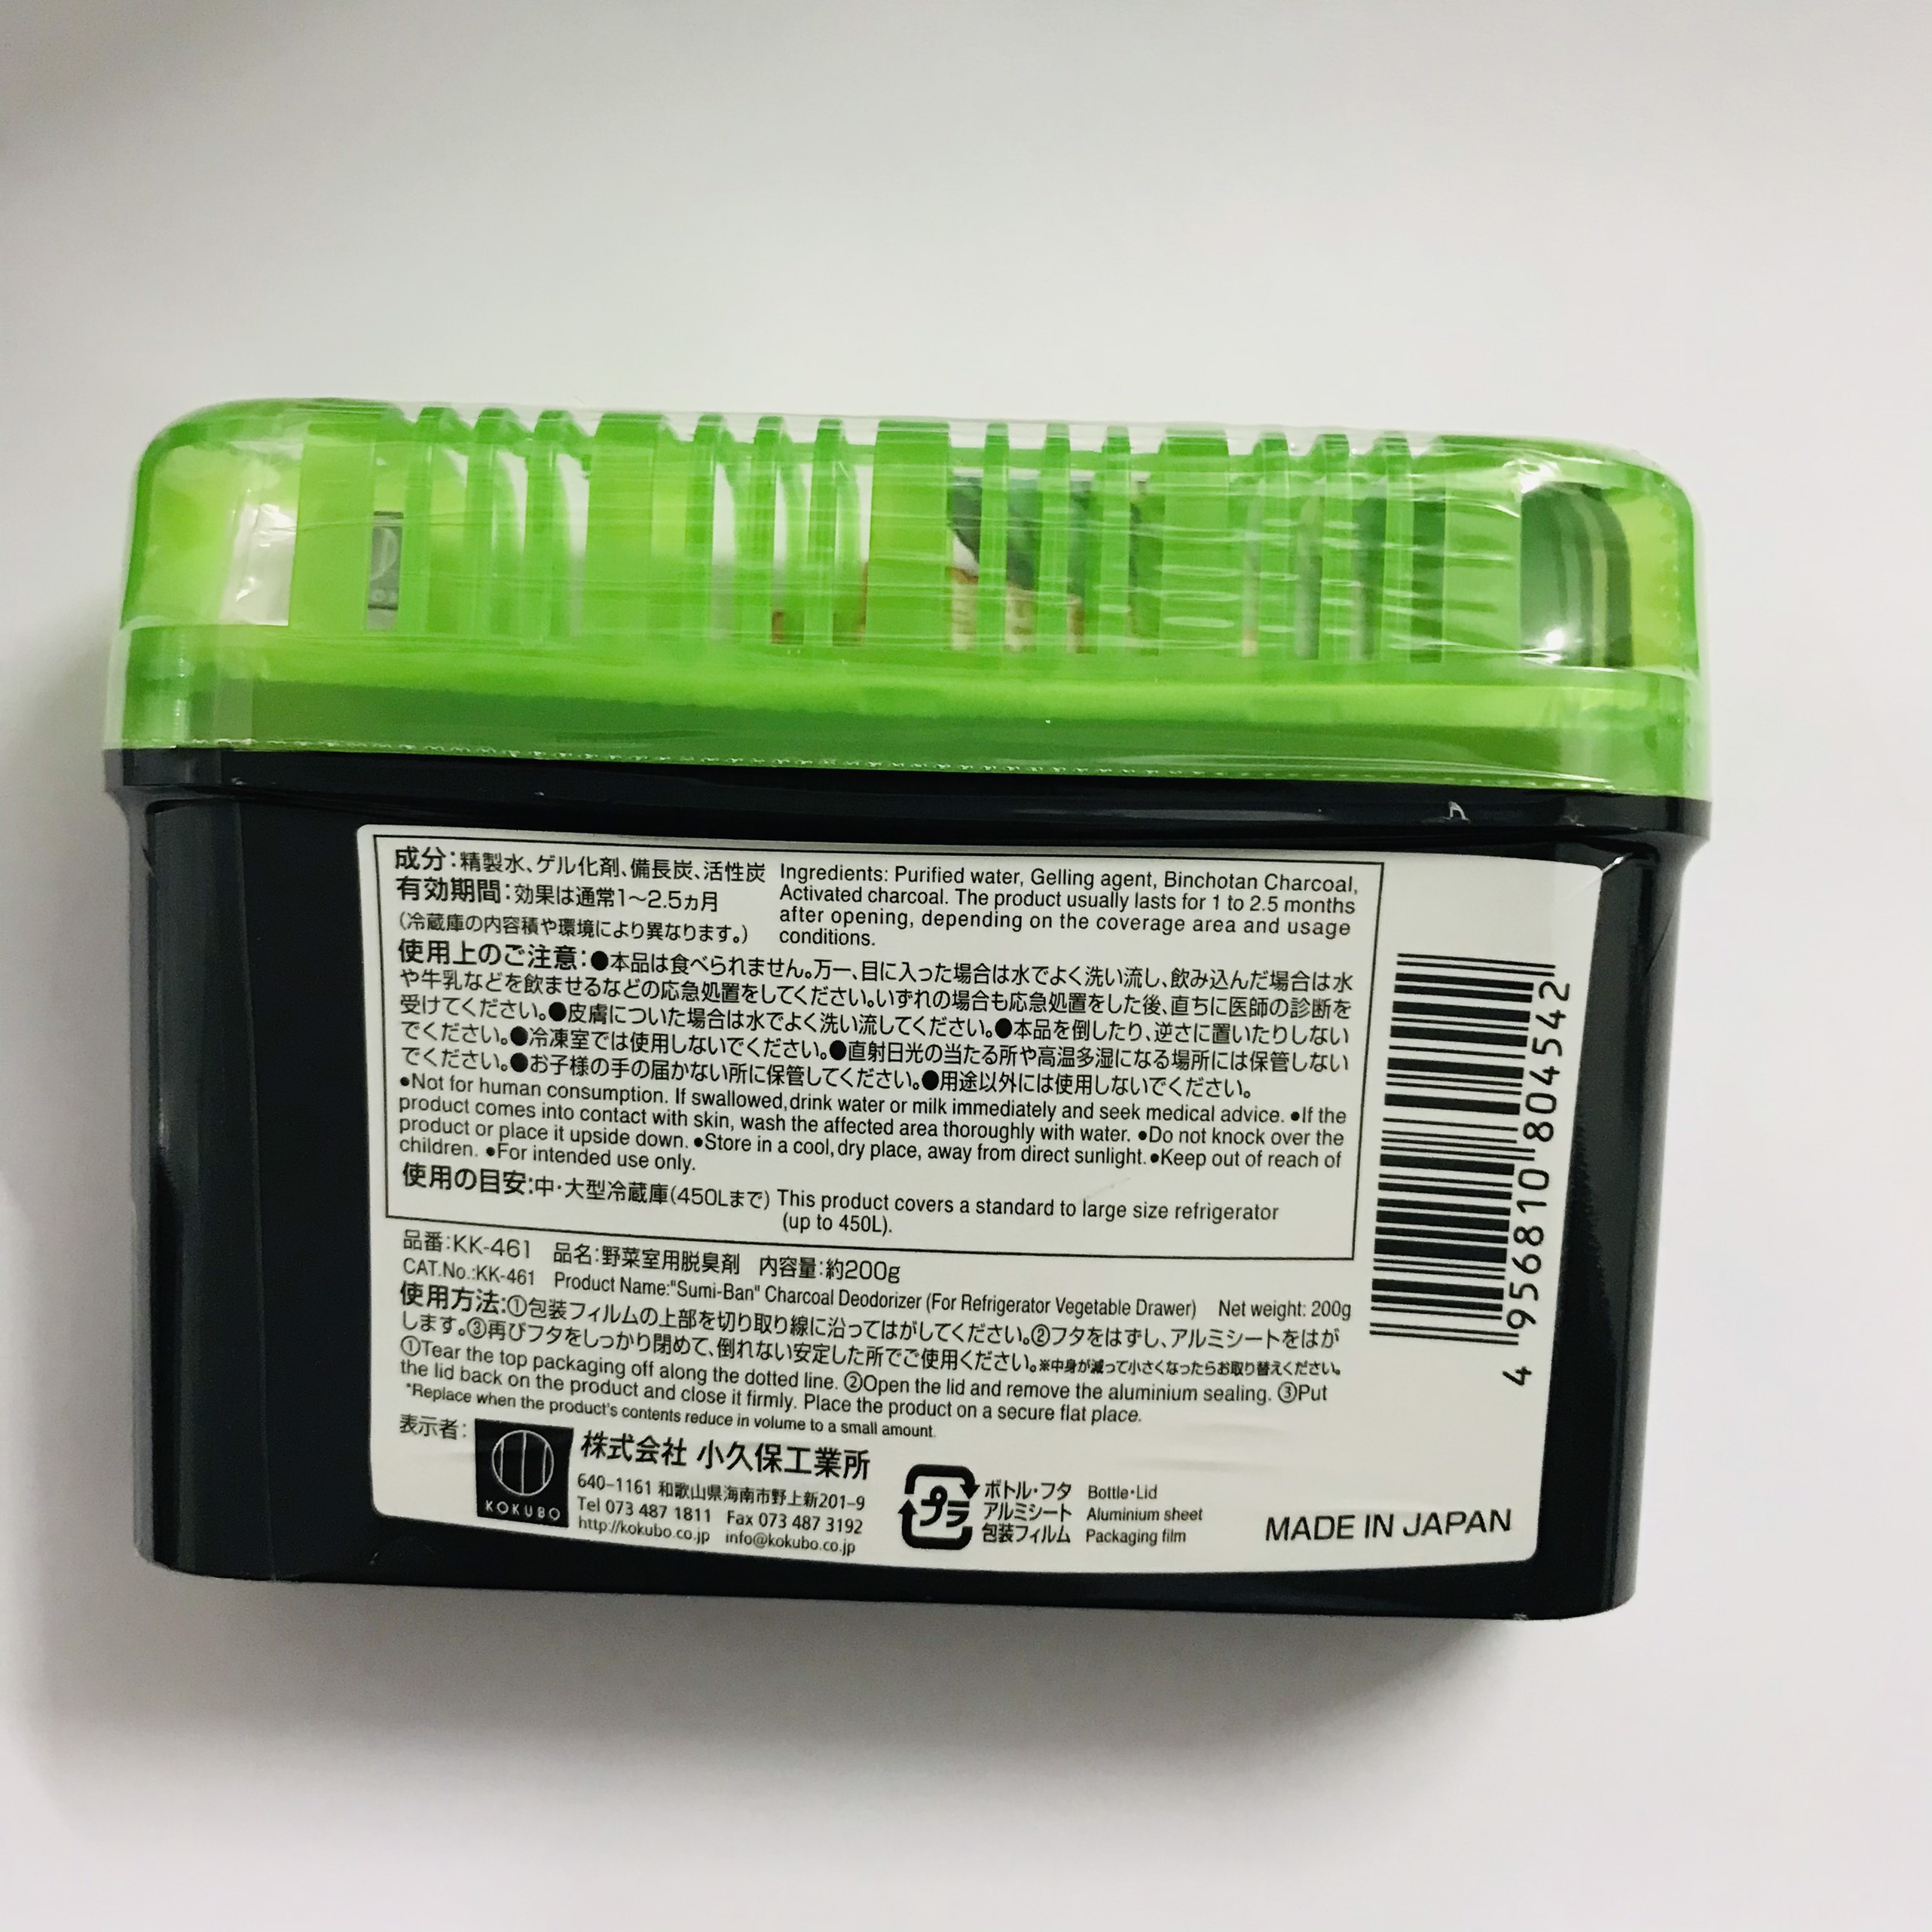 成分:精製水、ゲル化剤、備長炭、活性炭
有効期間:効果は通常1〜2.5ヵ月
(冷蔵庫の内容積や環境により異なります。)
Ingredients: Purified water, Gelling agent, Binchotan Charcoal,
Activated charcoal. The product usually lasts for 1 to 2.5 months
after opening, depending on the coverage area and usage
conditions.
使用上のご注意:●本品は食べられません。万一、目に入った場合は水でよく洗い流し、飲み込んだ場合は水
や牛乳などを飲ませるなどの応急処置をしてください。いずれの場合も応急処置をした後、直ちに医師の診断を
受けてください。●皮膚についた場合は水でよく洗い流してください。●本品を倒したり、逆さに置いたりしない
でください。●冷凍室では使用しないでください。●直射日光の当たる所や高温多湿になる場所には保管しない
でください。●お子様の手の届かない所に保管してください。●用途以外には使用しないでください。
●Not for human consumption. If swallowed,drink water or milk immediately and seek medical advice. ●If the
product comes into contact with skin, wash the affected area thoroughly with water. ●Do not knock over the
product or place it upside down. ●Store in a cool,dry place, away from direct sunlight.●Keep out of reach of
children. ●For intended use only.
使用の目安:中・大型冷蔵庫(450Lまで) This product covers a standard to large size refrigerator
(up to 450L).
品番:KK-461 品名:野菜室用脱臭剤 内容量:約200g
CAT.No.:KK-461 Product Name:"Sumi-Ban" Charcoal Deodorizer (For Refrigerator Vegetable Drawer) Net weight: 200g
使用方法:①包装フィルムの上部を切り取り線に沿ってはがしてください。②フタをはずし、アルミシートをはが
します。③再びフタをしっかり閉めて、倒れない安定した所でご使用ください。※中身が減って小さくなったらお取り替えください。
①Tear the top packaging off along the dotted line. ②Open the lid and remove the aluminium sealing. ③Put
the lid back on the product and close it firmly. Place the product on a secure flat place.
*Replace when the product's contents reduce in volume to a small amount.
表示者:
KOKUBO
株式会社 小久保工業所
640-1161 和歌山県海南市野上新201-9
Tel 073 487 1811 Fax 073 487 3192
http://kokubo.co.jp info@kokubo.co.jp
プラ
ボトル・フタ Bottle・Lid
アルミシート Aluminium sheet
包装フィルム Packaging film
MADE IN JAPAN
4 956810 804542